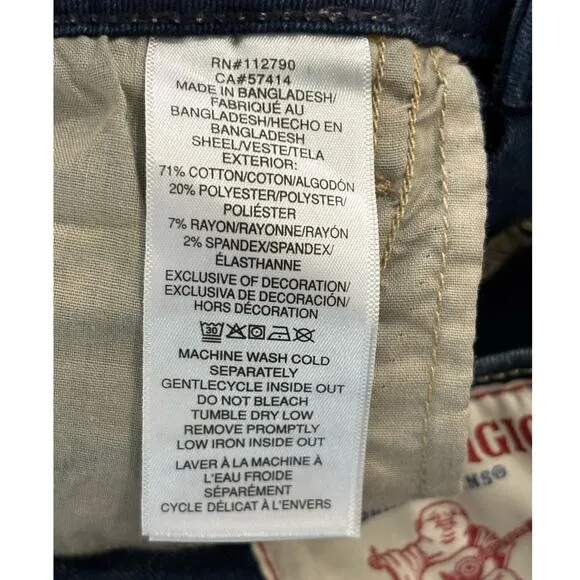 RN#112790
CA#57414
MADE IN BANGLADESH/
FABRIQUÉ AU
BANGLADESH/HECHO EN
BANGLADESH
SHEEL/VESTE/TELA
EXTERIOR:
71% COTTON/COTON/ALGODÓN
20% POLYESTER/POLYSTER/
POLIÉSTER
7% RAYON/RAYONNE/RAYÓN
2% SPANDEX/SPANDEX/
ÉLASTHANNE
EXCLUSIVE OF DECORATION/
EXCLUSIVA DE DECORACIÓN/
HORS DÉCORATION
30
MACHINE WASH COLD
SEPARATELY
GENTLECYCLE INSIDE OUT
DO NOT BLEACH
TUMBLE DRY LOW
REMOVE PROMPTLY
LOW IRON INSIDE OUT
LAVER À LA MACHINE À
L'EAU FROIDE
SÉPARÉMENT
CYCLE DÉLICAT À L'ENVERS